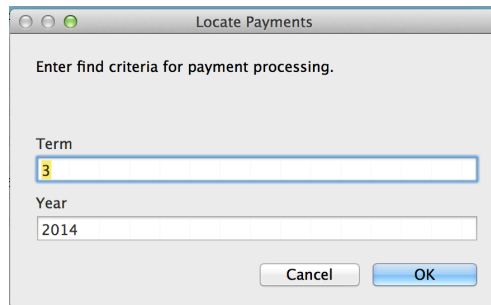 Locate Payments
Enter find criteria for payment processing.
Term
3
Year
2014
Cancel OK